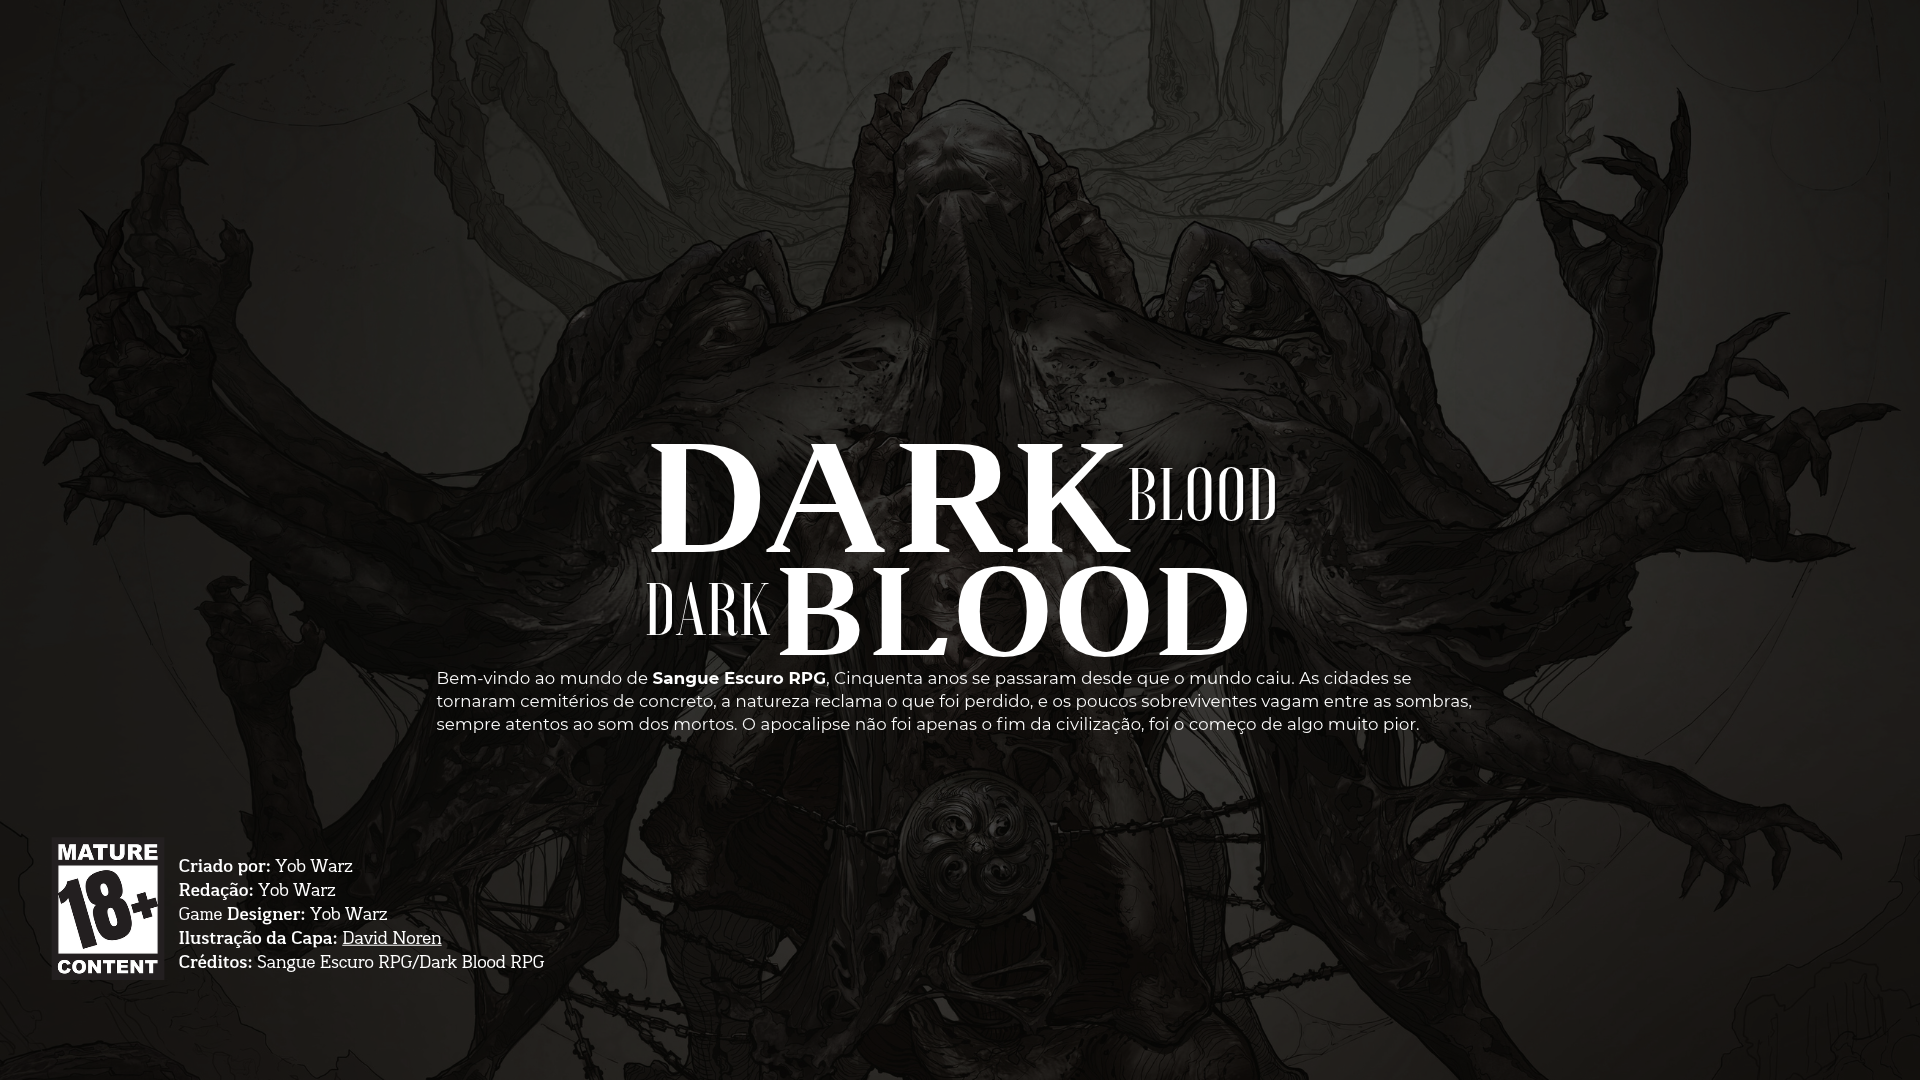 DARK BLOOD
DARK BLOOD
Bem-vindo ao mundo de Sangue Escuro RPG, Cinquenta anos se passaram desde que o mundo caiu. As cidades se
tornaram cemitérios de concreto, a natureza reclama o que foi perdido, e os poucos sobreviventes vagam entre as sombras,
sempre atentos ao som dos mortos. O apocalipse não foi apenas o fim da civilização, foi o começo de algo muito pior.
MATURE
18+
CONTENT
Criado por: Yob Warz
Redação: Yob Warz
Game Designer: Yob Warz
Ilustração da Capa: David Noren
Créditos: Sangue Escuro RPG/Dark Blood RPG